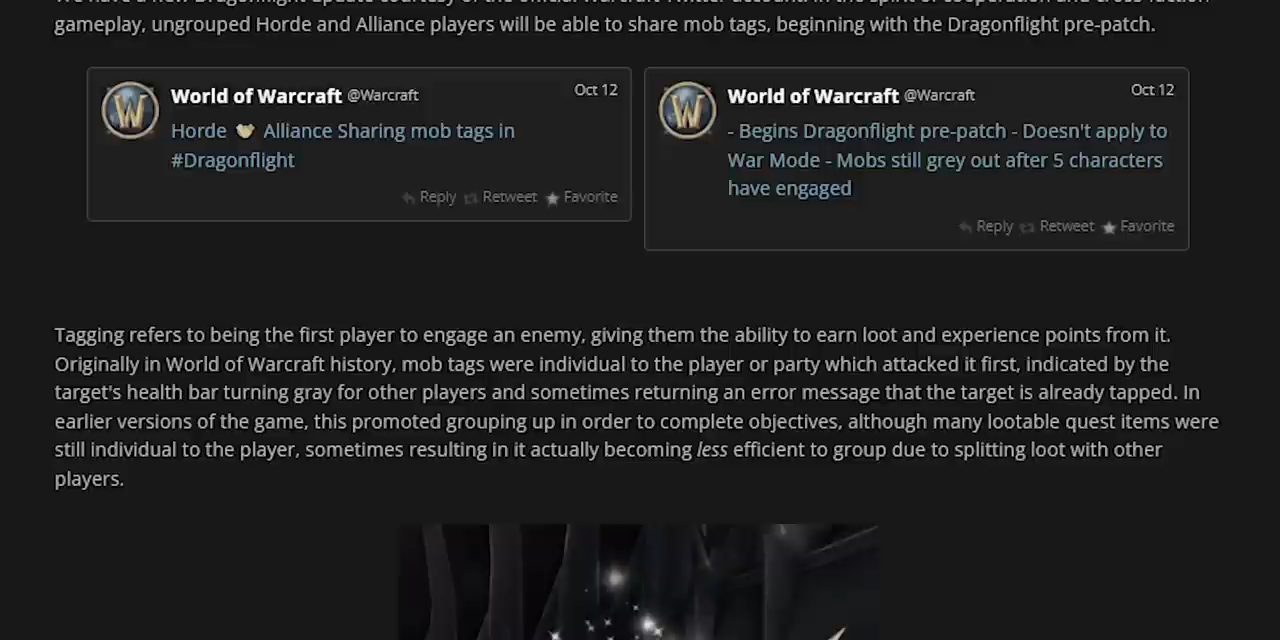 gameplay, ungrouped Horde and Alliance players will be able to share mob tags, beginning with the Dragonflight pre-patch.
World of Warcraft @Warcraft Oct 12
Horde 🤝 Alliance Sharing mob tags in
#Dragonflight
Reply Retweet Favorite
World of Warcraft @Warcraft Oct 12
- Begins Dragonflight pre-patch - Doesn't apply to
War Mode - Mobs still grey out after 5 characters
have engaged
Reply Retweet Favorite
Tagging refers to being the first player to engage an enemy, giving them the ability to earn loot and experience points from it.
Originally in World of Warcraft history, mob tags were individual to the player or party which attacked it first, indicated by the
target's health bar turning gray for other players and sometimes returning an error message that the target is already tapped. In
earlier versions of the game, this promoted grouping up in order to complete objectives, although many lootable quest items were
still individual to the player, sometimes resulting in it actually becoming less efficient to group due to splitting loot with other
players.